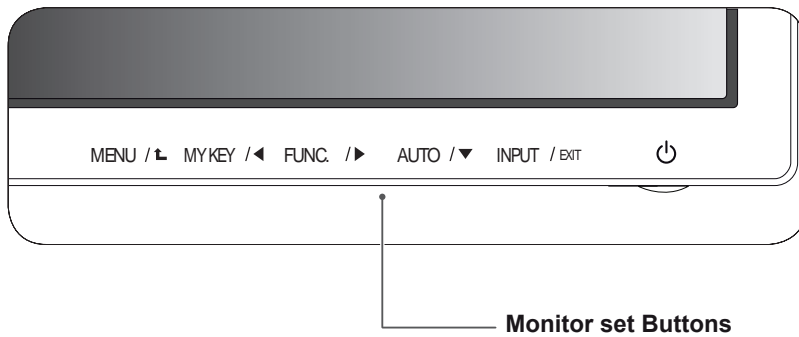 MENU / ⮤ MY KEY / ◀ FUNC. / ▶ AUTO / ▼ INPUT / EXIT ⏻
Monitor set Buttons